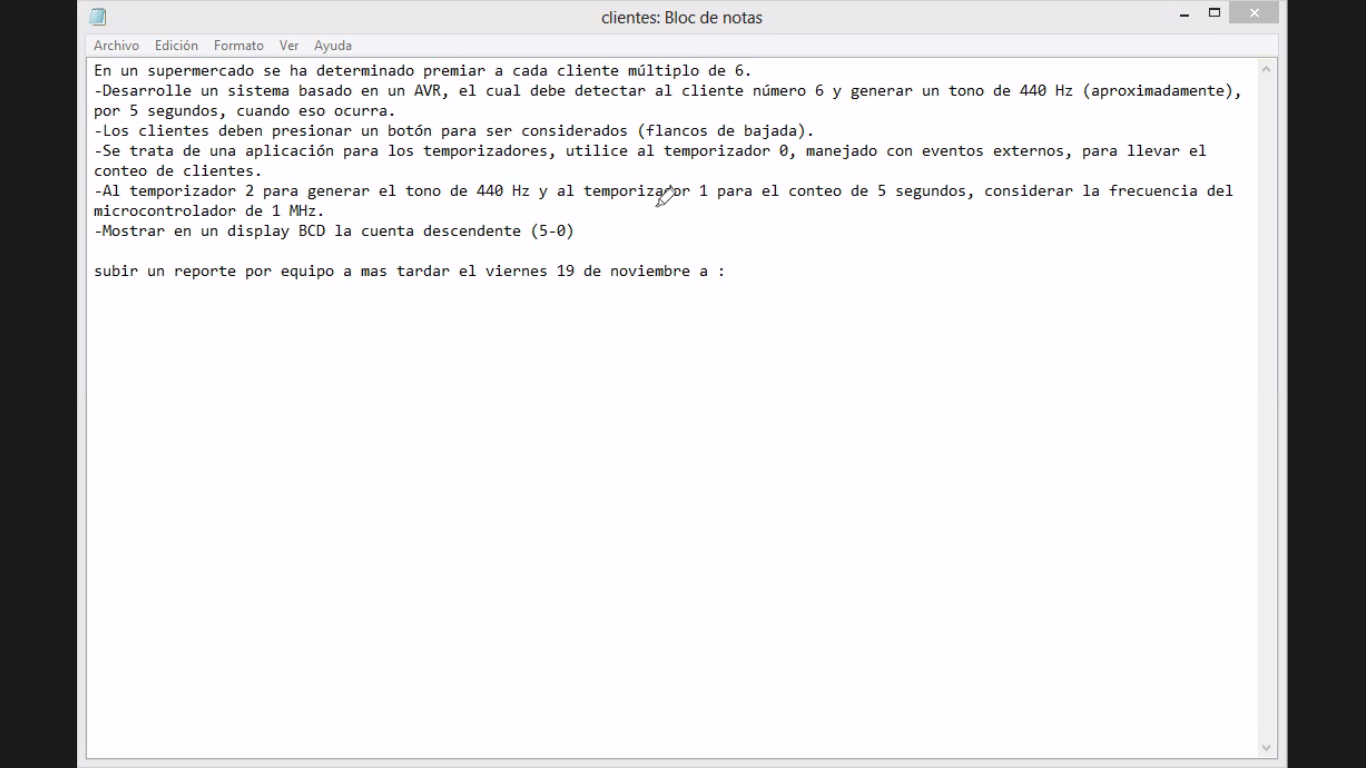 clientes: Bloc de notas
Archivo Edición Formato Ver Ayuda
En un supermercado se ha determinado premiar a cada cliente múltiplo de 6.
-Desarrolle un sistema basado en un AVR, el cual debe detectar al cliente número 6 y generar un tono de 440 Hz (aproximadamente),
por 5 segundos, cuando eso ocurra.
-Los clientes deben presionar un botón para ser considerados (flancos de bajada).
-Se trata de una aplicación para los temporizadores, utilice al temporizador 0, manejado con eventos externos, para llevar el
conteo de clientes.
-Al temporizador 2 para generar el tono de 440 Hz y al temporizador 1 para el conteo de 5 segundos, considerar la frecuencia del
microcontrolador de 1 MHz.
-Mostrar en un display BCD la cuenta descendente (5-0)
subir un reporte por equipo a mas tardar el viernes 19 de noviembre a :